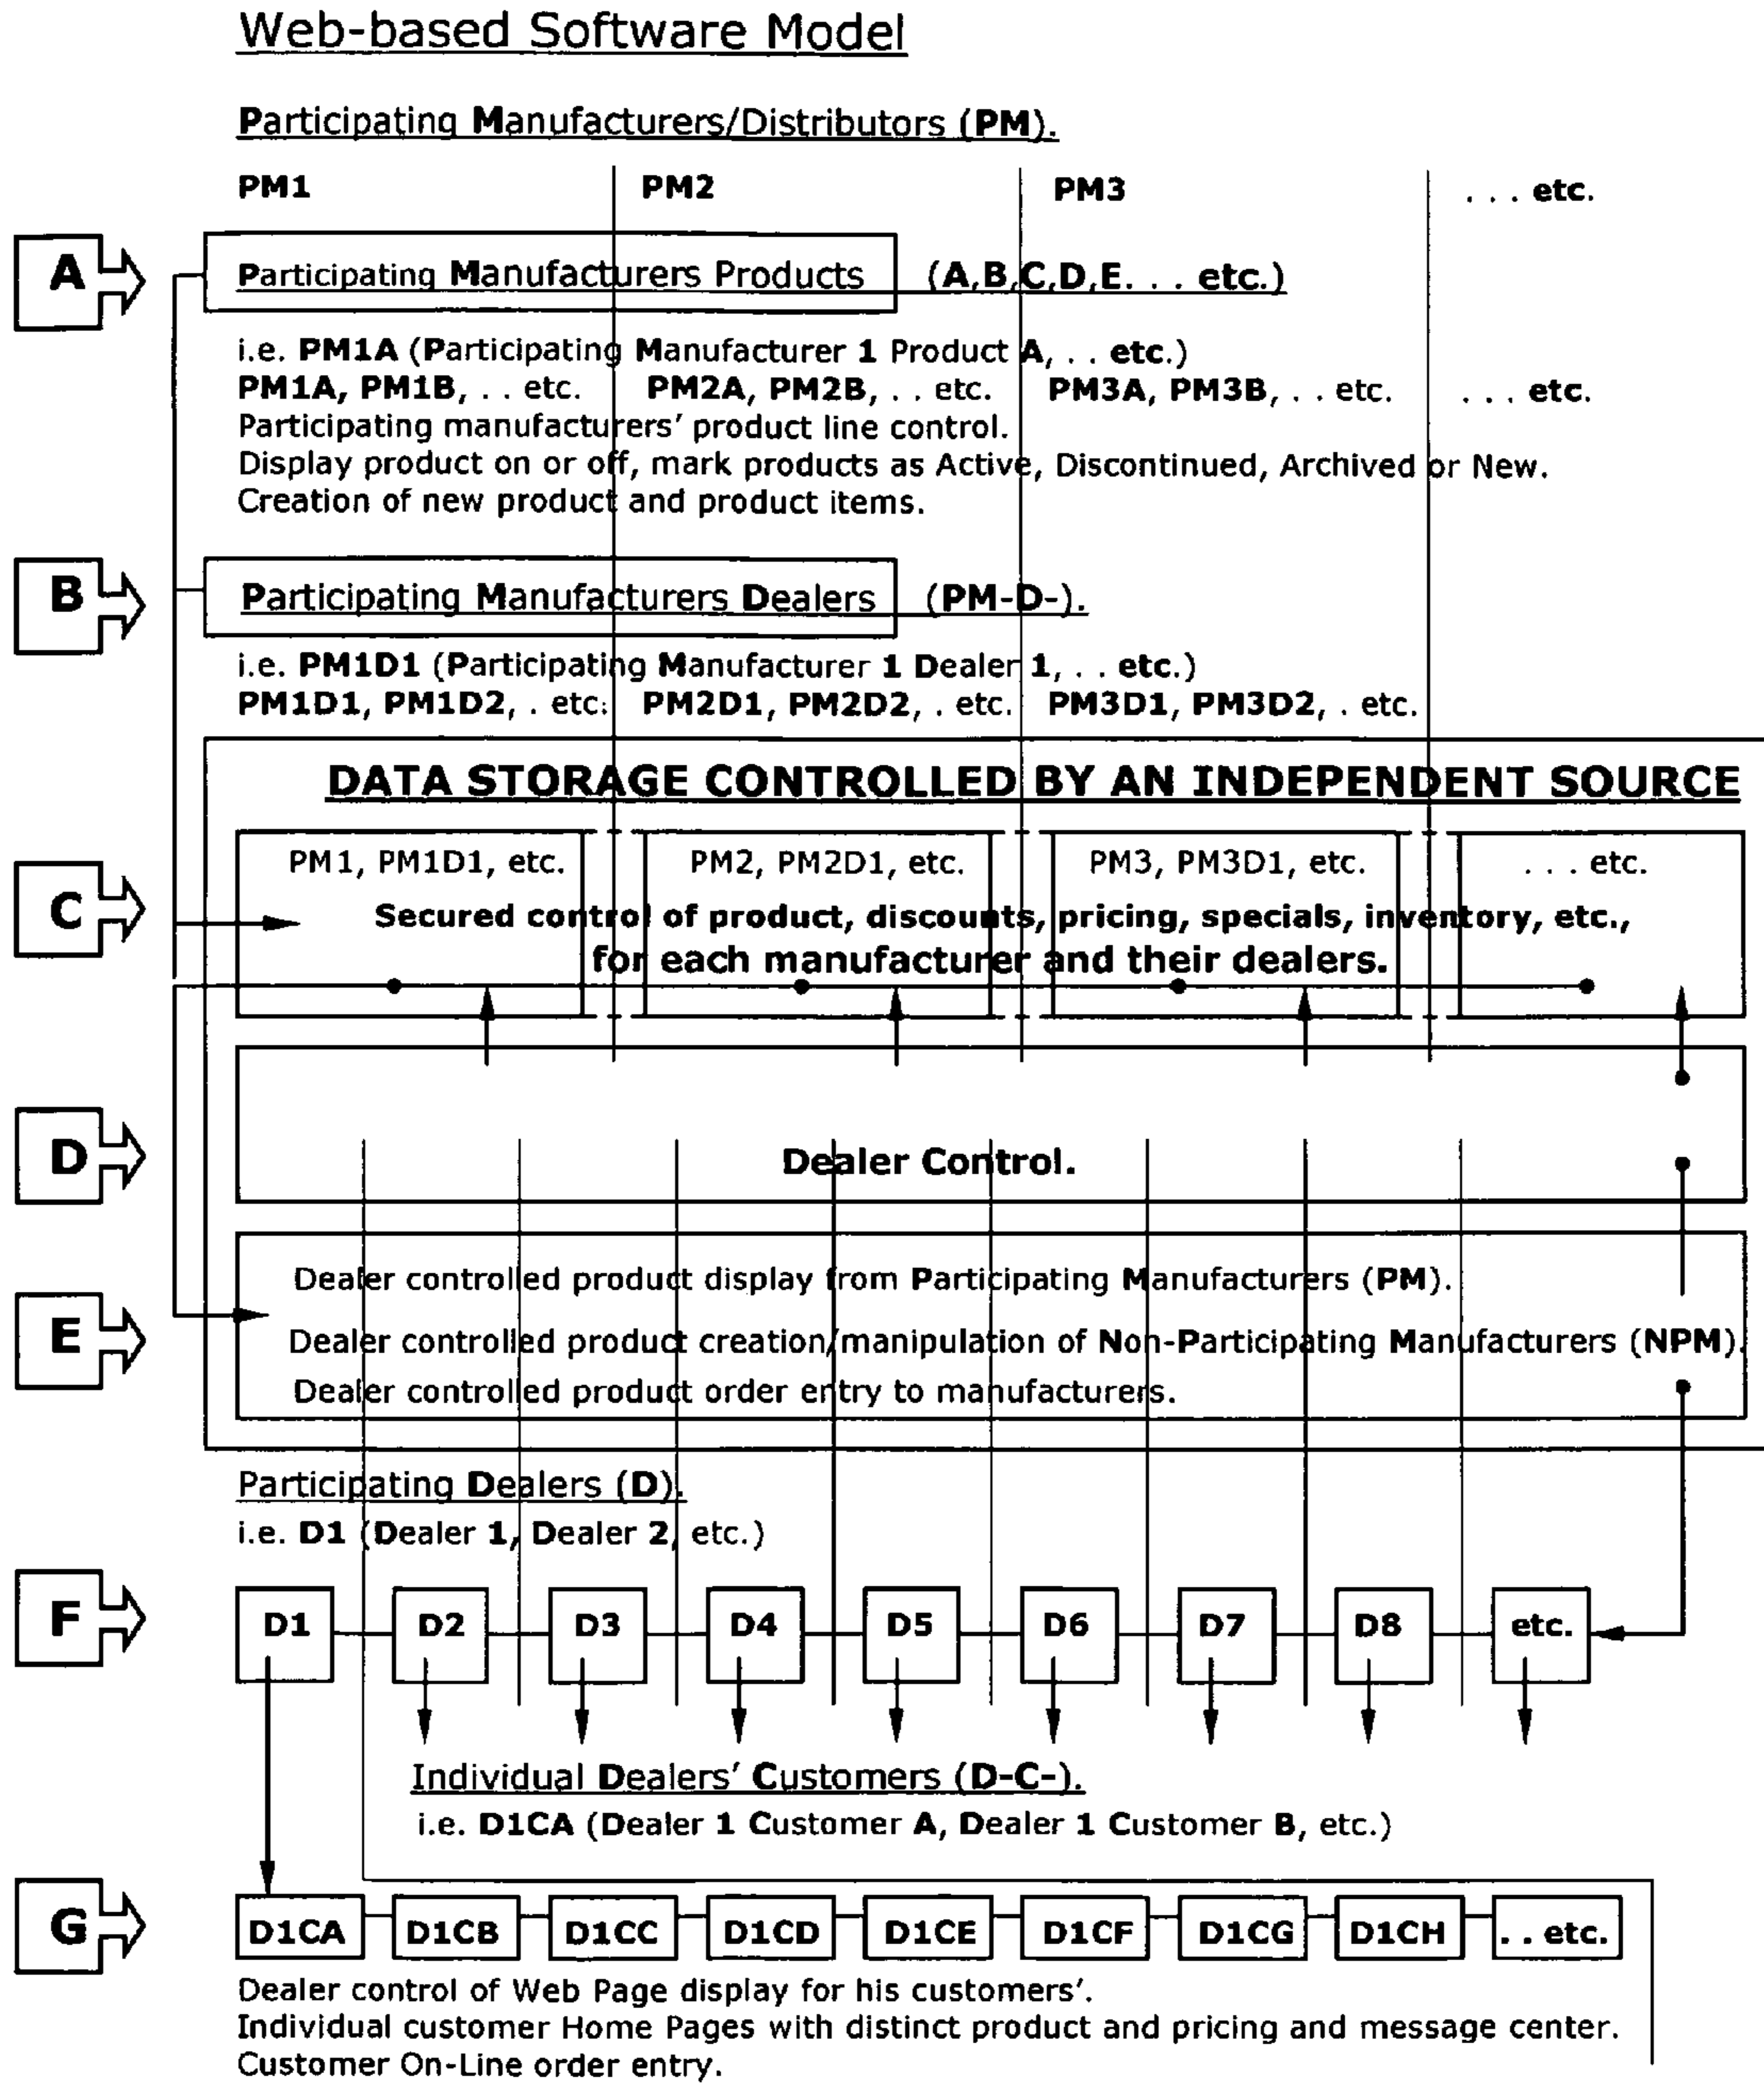 Web-based Software Model
Participating Manufacturers/Distributors (PM).
PM1 PM2 PM3 . . . etc.
A
Participating Manufacturers Products (A,B,C,D,E. . . etc.)
i.e. PM1A (Participating Manufacturer 1 Product A, . . etc.)
PM1A, PM1B, . . etc. PM2A, PM2B, . . etc. PM3A, PM3B, . . etc. . . . etc.
Participating manufacturers' product line control.
Display product on or off, mark products as Active, Discontinued, Archived or New.
Creation of new product and product items.
B
Participating Manufacturers Dealers (PM-D-).
i.e. PM1D1 (Participating Manufacturer 1 Dealer 1, . . etc.)
PM1D1, PM1D2, . etc. PM2D1, PM2D2, . etc. PM3D1, PM3D2, . etc.
DATA STORAGE CONTROLLED BY AN INDEPENDENT SOURCE
C
PM1, PM1D1, etc. PM2, PM2D1, etc. PM3, PM3D1, etc. . . . etc.
Secured control of product, discounts, pricing, specials, inventory, etc.,
for each manufacturer and their dealers.
D
Dealer Control.
E
Dealer controlled product display from Participating Manufacturers (PM).
Dealer controlled product creation/manipulation of Non-Participating Manufacturers (NPM).
Dealer controlled product order entry to manufacturers.
Participating Dealers (D).
i.e. D1 (Dealer 1, Dealer 2, etc.)
F
D1 D2 D3 D4 D5 D6 D7 D8 etc.
Individual Dealers' Customers (D-C-).
i.e. D1CA (Dealer 1 Customer A, Dealer 1 Customer B, etc.)
G
D1CA D1CB D1CC D1CD D1CE D1CF D1CG D1CH . . etc.
Dealer control of Web Page display for his customers'.
Individual customer Home Pages with distinct product and pricing and message center.
Customer On-Line order entry.